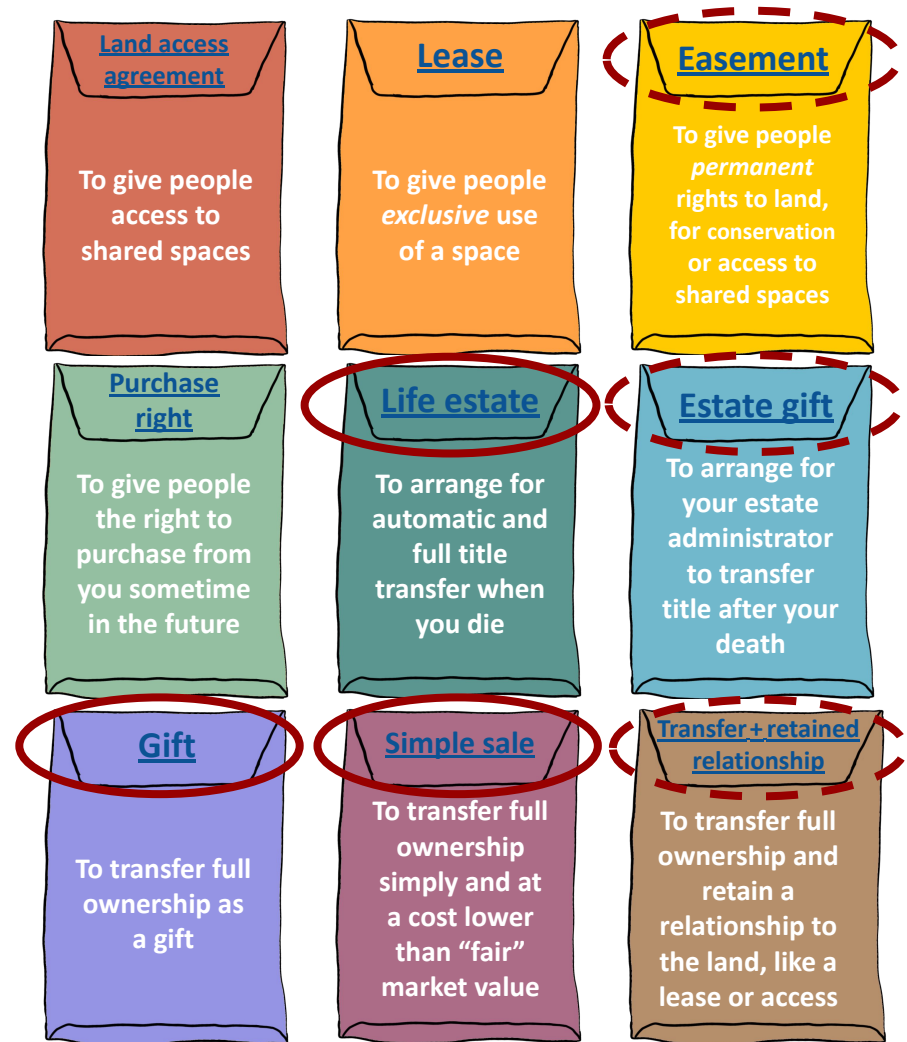 Land access
agreement
To give people
access to
shared spaces
Lease
To give people
exclusive use
of a space
Easement
To give people
permanent
rights to land,
for conservation
or access to
shared spaces
Purchase
right
To give people
the right to
purchase from
you sometime
in the future
Life estate
To arrange for
automatic and
full title
transfer when
you die
Estate gift
To arrange for
your estate
administrator
to transfer
title after your
death
Gift
To transfer full
ownership as
a gift
Simple sale
To transfer full
ownership
simply and at
a cost lower
than “fair”
market value
Transfer + retained
relationship
To transfer full
ownership and
retain a
relationship to
the land, like a
lease or access